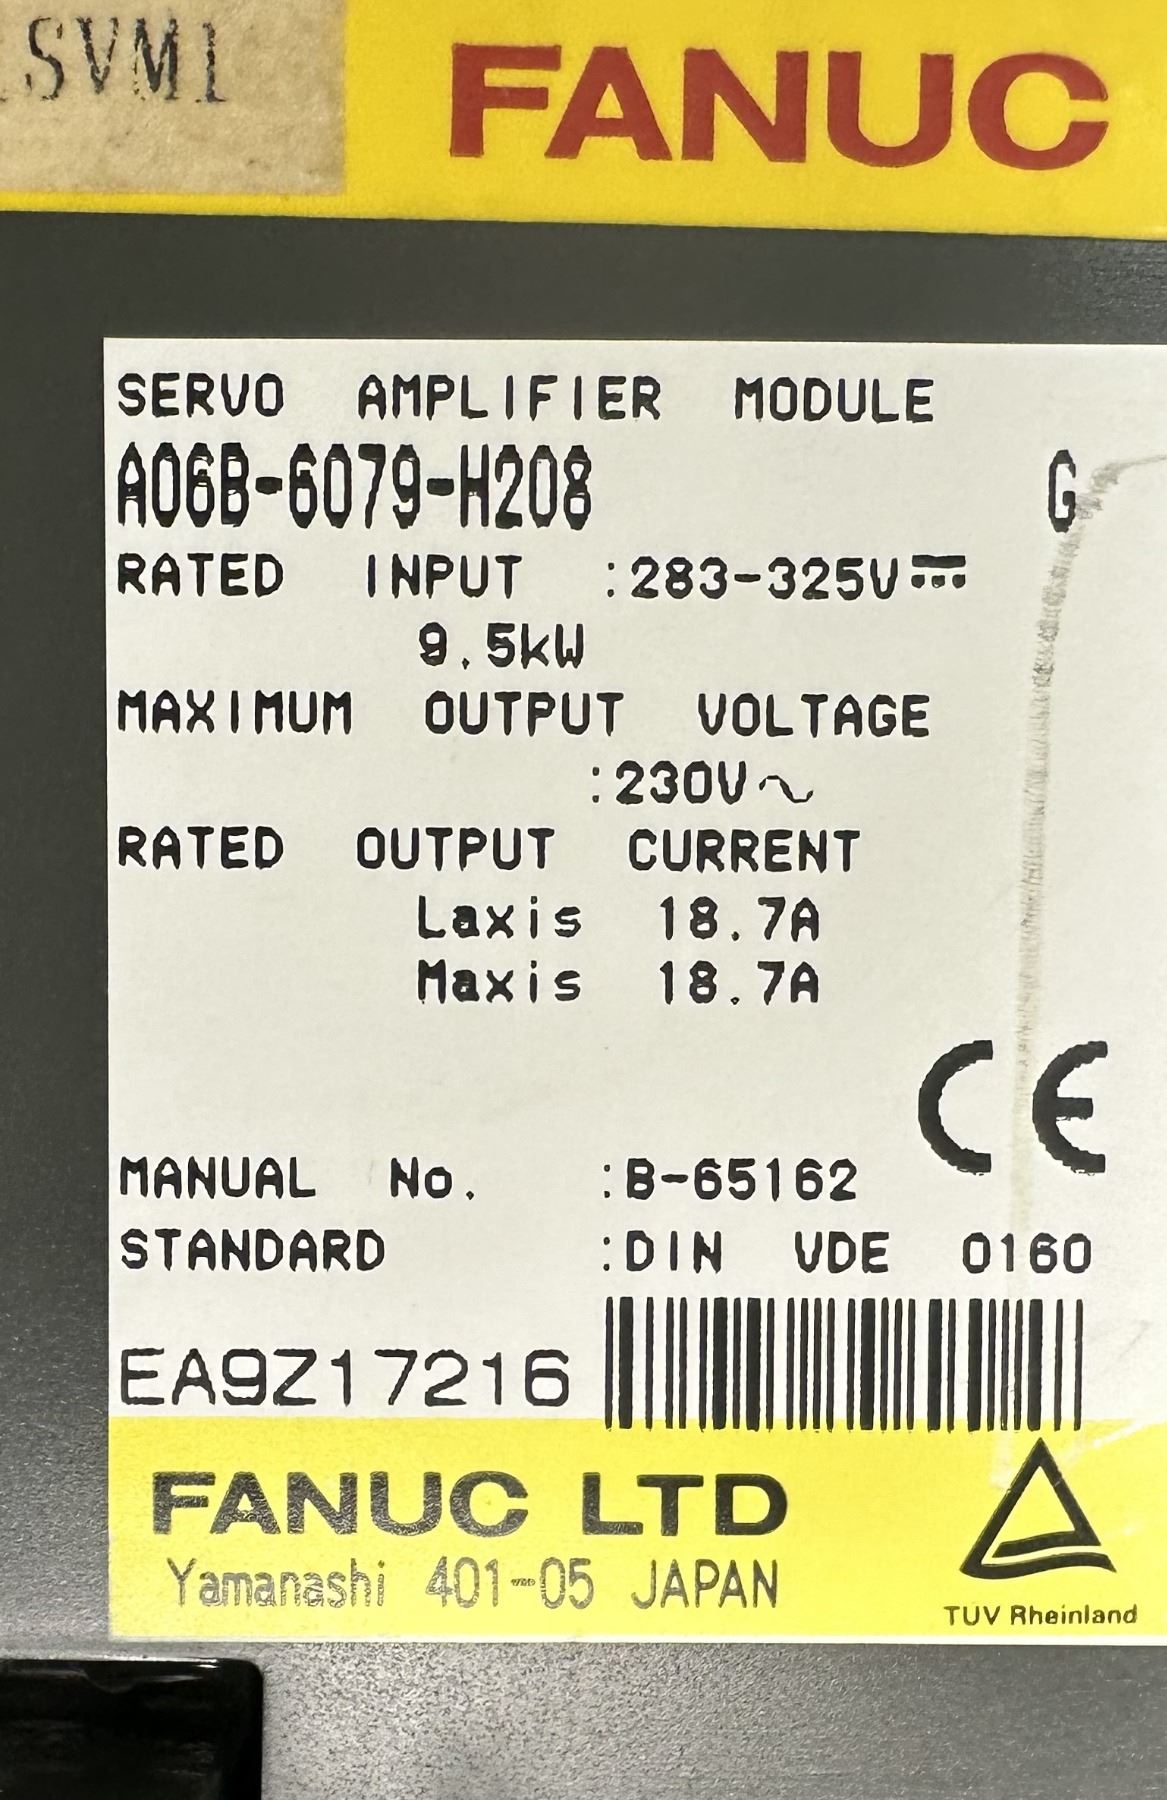 SVM1
FANUC
SERVO AMPLIFIER MODULE
A06B-6079-H208 G
RATED INPUT :283-325V⎓
9.5kW
MAXIMUM OUTPUT VOLTAGE
:230V～
RATED OUTPUT CURRENT
Laxis 18.7A
Maxis 18.7A
CE
MANUAL No. :B-65162
STANDARD :DIN VDE 0160
EA9Z17216
FANUC LTD
Yamanashi 401-05 JAPAN
TUV Rheinland